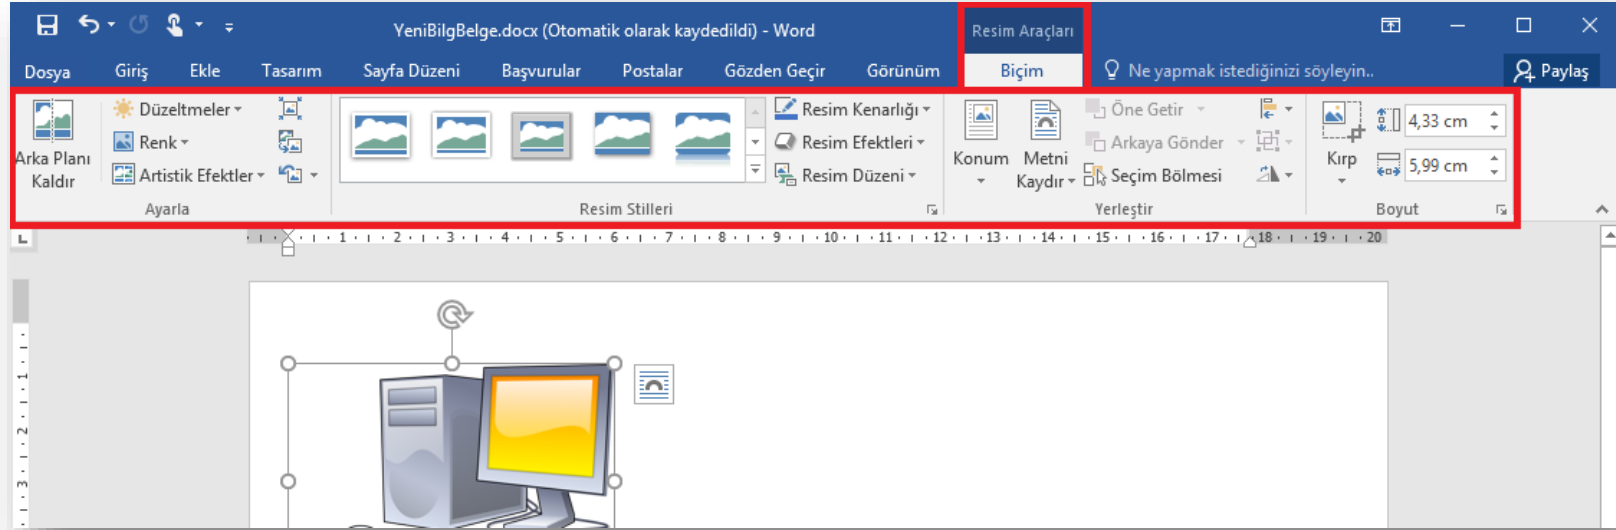 YeniBilgBelge.docx (Otomatik olarak kaydedildi) - Word
Resim Araçları
Dosya Giriş Ekle Tasarım Sayfa Düzeni Başvurular Postalar Gözden Geçir Görünüm Biçim Ne yapmak istediğinizi söyleyin.. Paylaş
Arka Planı
Kaldır
Düzeltmeler
Renk
Artistik Efektler
Ayarla
Resim Kenarlığı
Resim Efektleri
Resim Düzeni
Resim Stilleri
Konum
Metni
Kaydır
Öne Getir
Arkaya Gönder
Seçim Bölmesi
Yerleştir
Kırp
4,33 cm
5,99 cm
Boyut
L
1 2 3 4 5 6 7 8 9 10 11 12 13 14 15 16 17 18 19 20
1
2
3